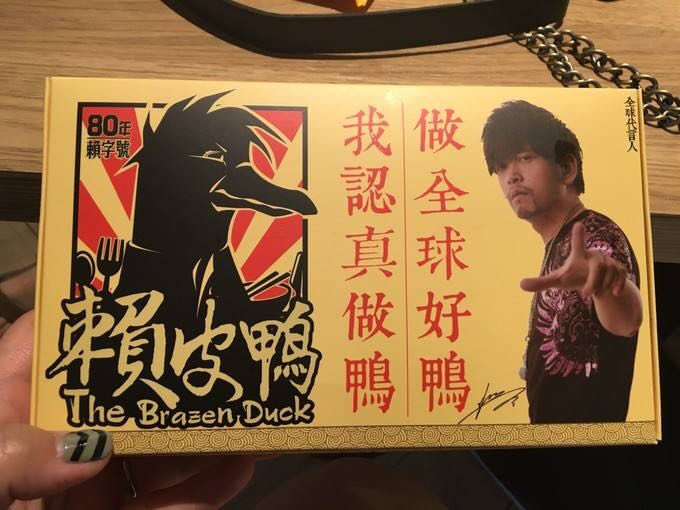 80年
賴字號
賴皮鴨
The Brazen Duck
做全球好鴨
我認真做鴨
全球代言人